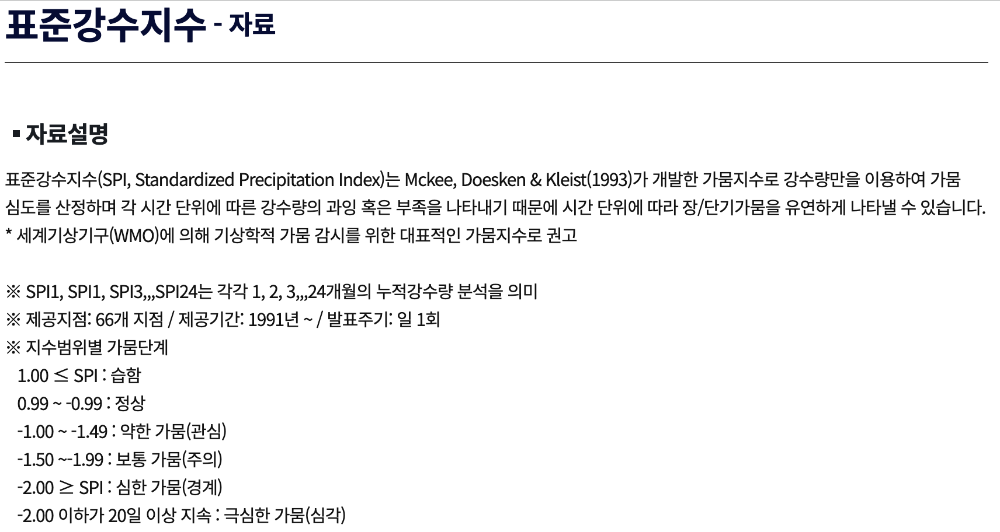 표준강수지수 - 자료
▪ 자료설명
표준강수지수(SPI, Standardized Precipitation Index)는 Mckee, Doesken & Kleist(1993)가 개발한 가뭄지수로 강수량만을 이용하여 가뭄
심도를 산정하며 각 시간 단위에 따른 강수량의 과잉 혹은 부족을 나타내기 때문에 시간 단위에 따라 장/단기가뭄을 유연하게 나타낼 수 있습니다.
* 세계기상기구(WMO)에 의해 기상학적 가뭄 감시를 위한 대표적인 가뭄지수로 권고
※ SPI1, SPI1, SPI3,,,SPI24는 각각 1, 2, 3,,,24개월의 누적강수량 분석을 의미
※ 제공지점: 66개 지점 / 제공기간: 1991년 ~ / 발표주기: 일 1회
※ 지수범위별 가뭄단계
1.00 ≤ SPI : 습함
0.99 ~ -0.99 : 정상
-1.00 ~ -1.49 : 약한 가뭄(관심)
-1.50 ~-1.99 : 보통 가뭄(주의)
-2.00 ≥ SPI : 심한 가뭄(경계)
-2.00 이하가 20일 이상 지속 : 극심한 가뭄(심각)